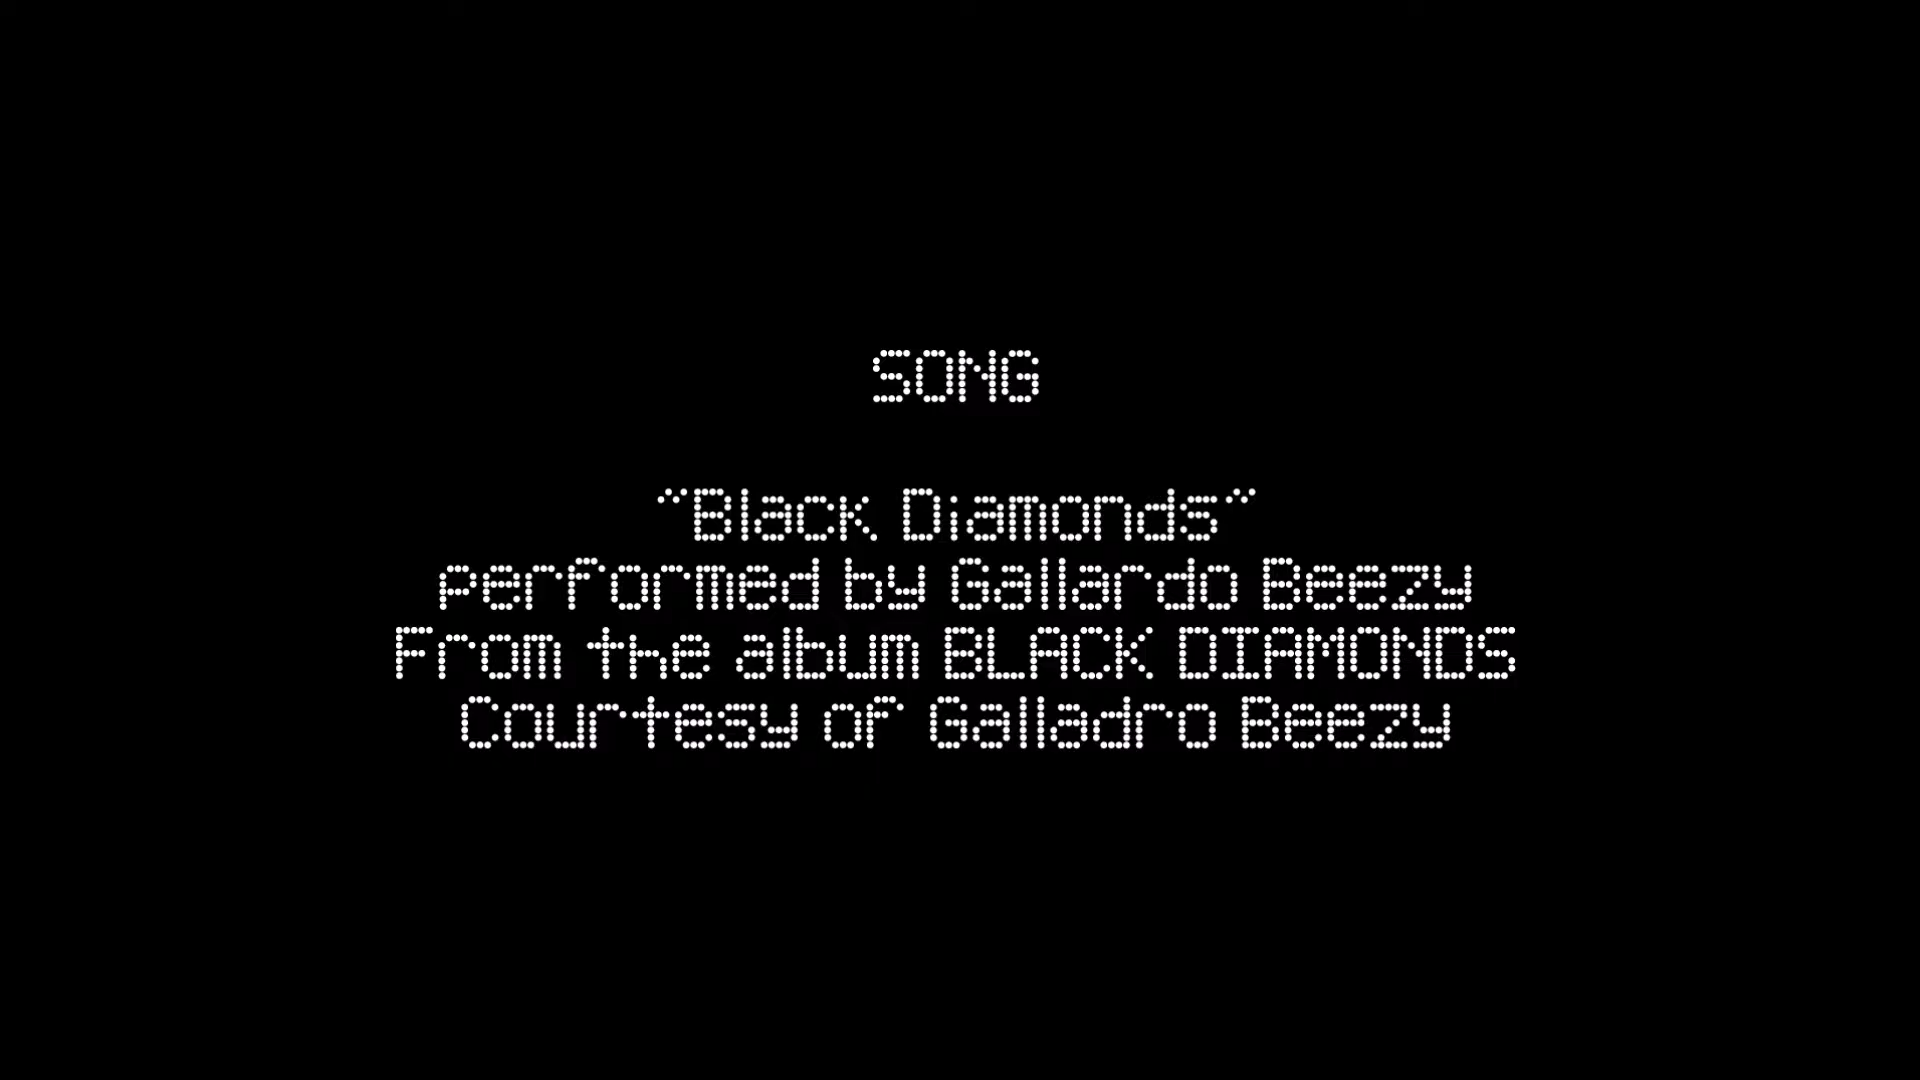 SONG
"Black Diamonds"
performed by Gallardo Beezy
From the album BLACK DIAMONDS
Courtesy of Galladro Beezy